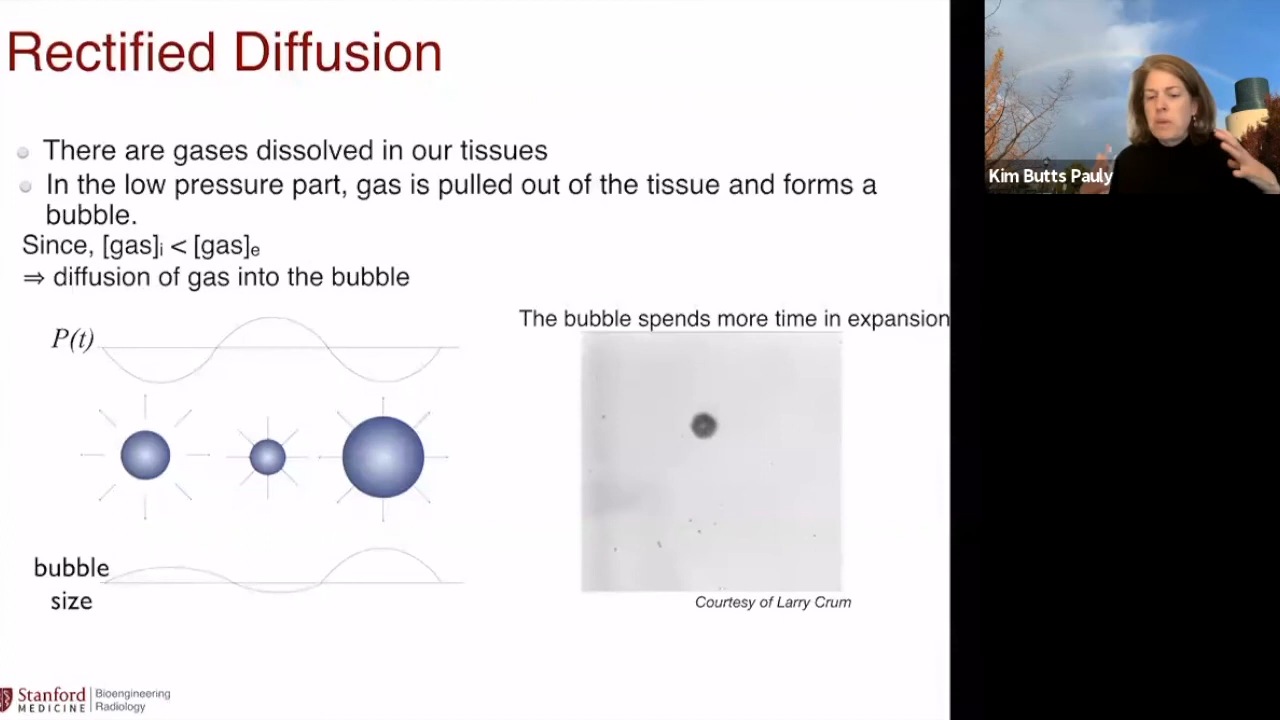 Rectified Diffusion
There are gases dissolved in our tissues
In the low pressure part, gas is pulled out of the tissue and forms a
bubble.
Since, [gas]i < [gas]e
⇒ diffusion of gas into the bubble
P(t)
bubble
size
The bubble spends more time in expansion
Courtesy of Larry Crum
Stanford
MEDICINE
Bioengineering
Radiology
Kim Butts Pauly